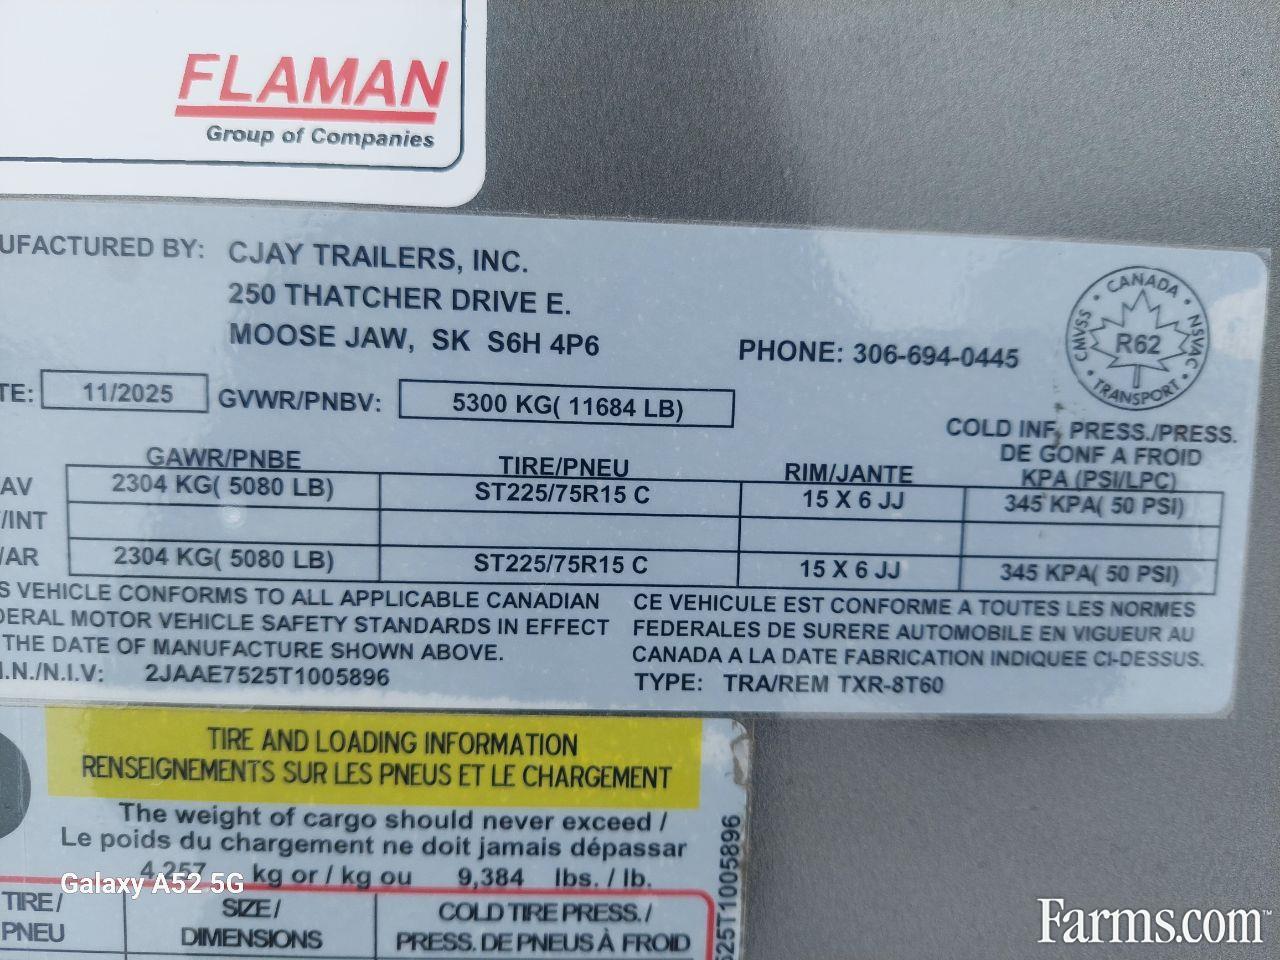 FLAMAN
Group of Companies
UFACTURED BY: CJAY TRAILERS, INC.
250 THATCHER DRIVE E.
MOOSE JAW, SK S6H 4P6
PHONE: 306-694-0445
CANADA
CMVSS R62 NSVAC
TRANSPORT
TE: 11/2025 GVWR/PNBV: 5300 KG( 11684 LB)
COLD INF. PRESS./PRESS.
DE GONF A FROID
GAWR/PNBE TIRE/PNEU RIM/JANTE KPA (PSI/LPC)
AV 2304 KG( 5080 LB) ST225/75R15 C 15 X 6 JJ 345 KPA( 50 PSI)
/INT
/AR 2304 KG( 5080 LB) ST225/75R15 C 15 X 6 JJ 345 KPA( 50 PSI)
S VEHICLE CONFORMS TO ALL APPLICABLE CANADIAN
DERAL MOTOR VEHICLE SAFETY STANDARDS IN EFFECT
THE DATE OF MANUFACTURE SHOWN ABOVE.
CE VEHICULE EST CONFORME A TOUTES LES NORMES
FEDERALES DE SURERE AUTOMOBILE EN VIGUEUR AU
CANADA A LA DATE FABRICATION INDIQUEE CI-DESSUS.
I.N./N.I.V: 2JAAE7525T1005896
TYPE: TRA/REM TXR-8T60
TIRE AND LOADING INFORMATION
RENSEIGNEMENTS SUR LES PNEUS ET LE CHARGEMENT
The weight of cargo should never exceed /
Le poids du chargement ne doit jamais dépassar
4,257 kg or / kg ou 9,384 lbs. / lb.
TIRE/
PNEU
SIZE/
DIMENSIONS
COLD TIRE PRESS./
PRESS. DE PNEUS À FROID
525T1005896
Galaxy A52 5G
Farms.com